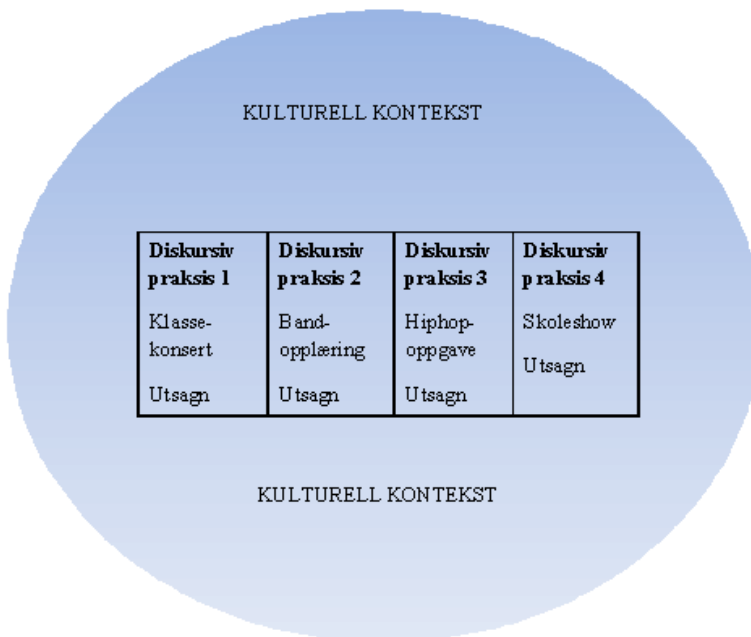 KULTURELL KONTEKST
Diskursiv
praksis 1
Klasse-
konsert
Utsagn
Diskursiv
praksis 2
Band-
opplæring
Utsagn
Diskursiv
praksis 3
Hiphop-
oppgave
Utsagn
Diskursiv
praksis 4
Skoleshow
Utsagn
KULTURELL KONTEKST